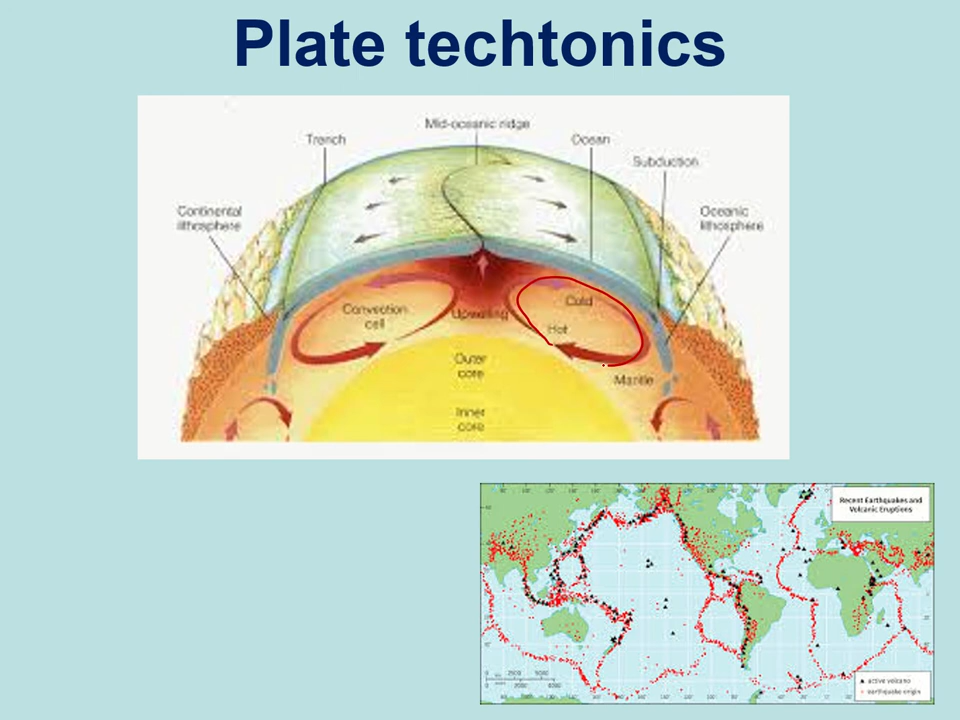 Plate techtonics
Mid-oceanic ridge
Trench
Ocean
Subduction
Continental
lithosphere
Oceanic
lithosphere
Convection
cell
Upwelling
Cold
Hot
Outer
core
Mantle
Inner
core
Recent Earthquakes and
Volcanic Eruptions
active volcano
earthquake origin